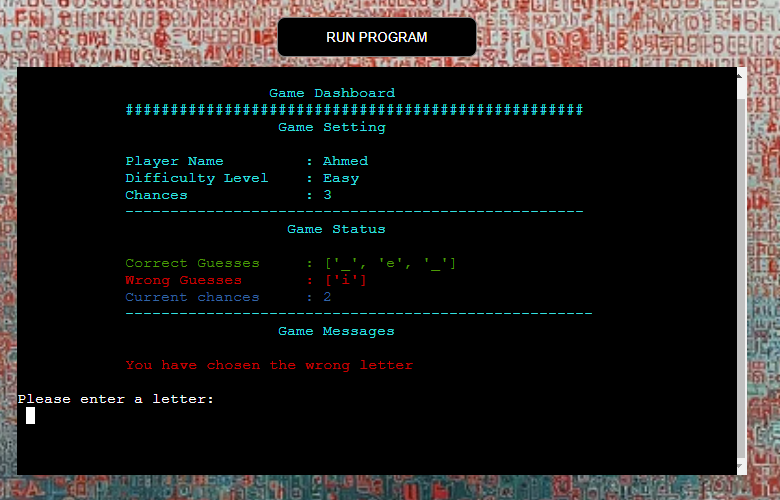 RUN PROGRAM
Game Dashboard
###################################################
Game Setting
Player Name : Ahmed
Difficulty Level : Easy
Chances : 3
---------------------------------------------------
Game Status
Correct Guesses : ['_', 'e', '_']
Wrong Guesses : ['i']
Current chances : 2
----------------------------------------------------
Game Messages
You have chosen the wrong letter
Please enter a letter: